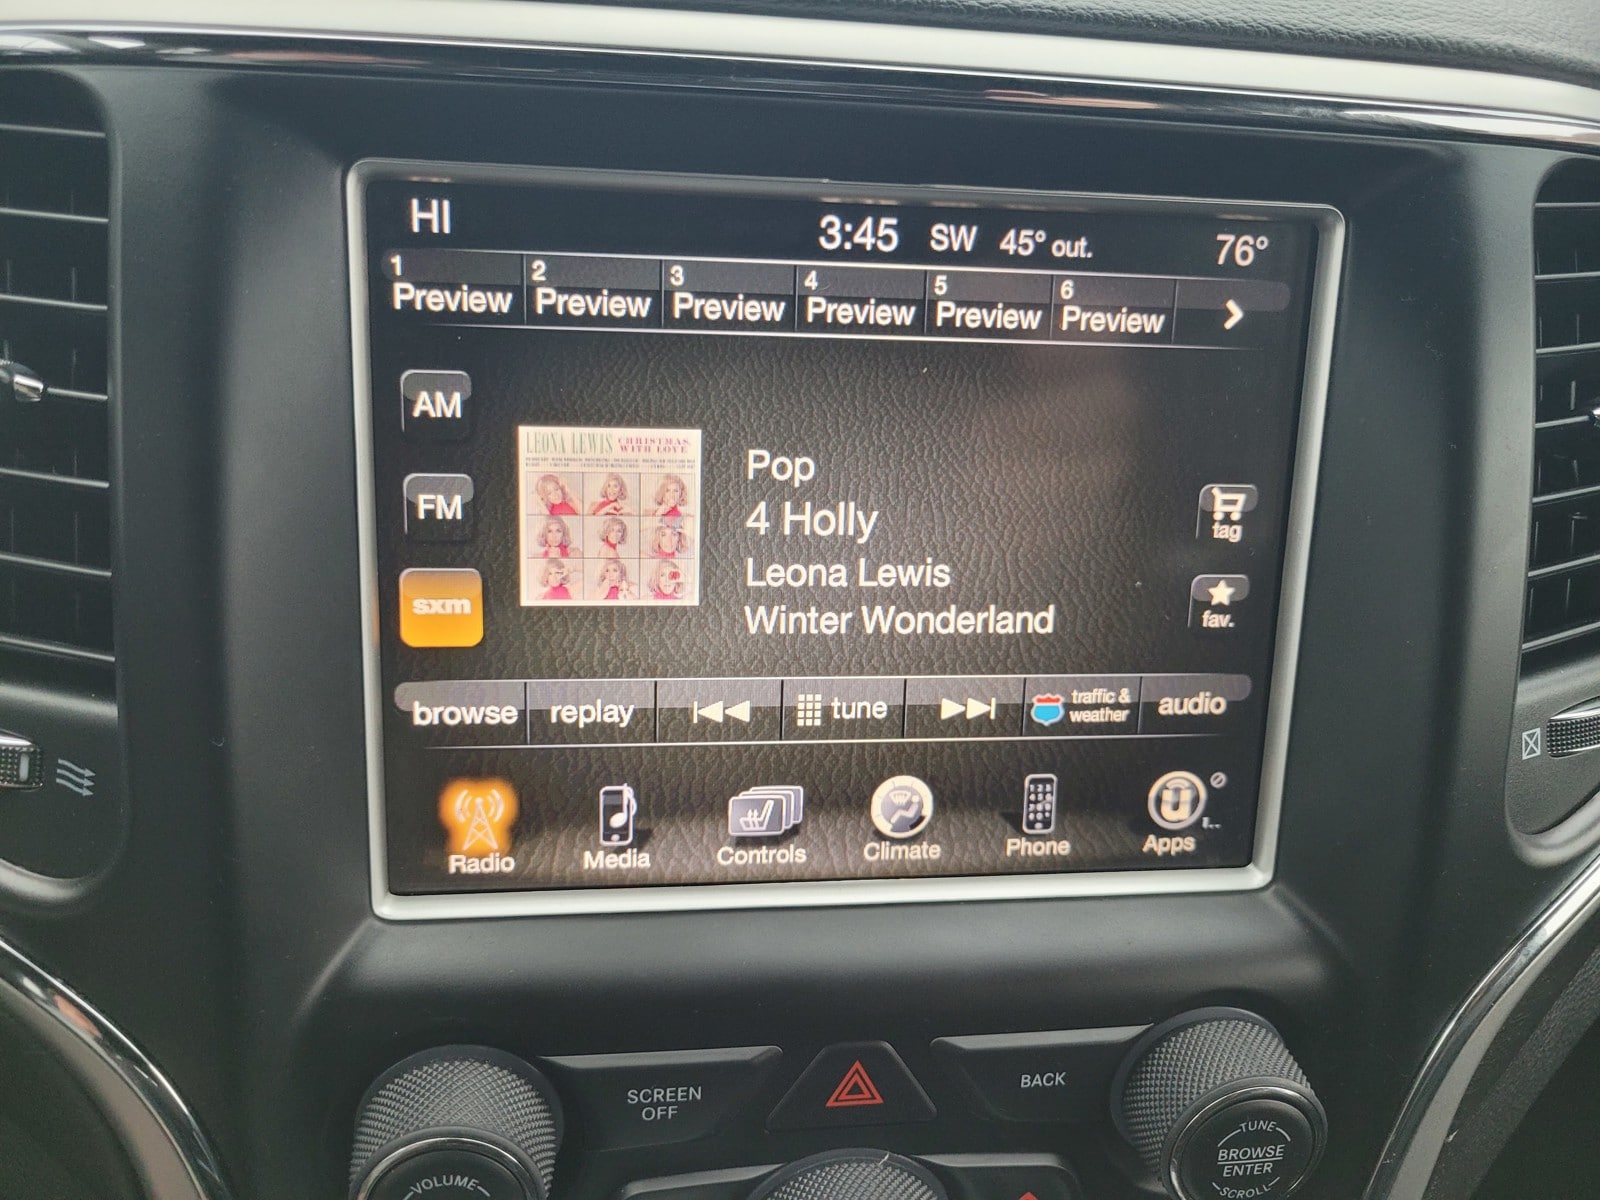 HI
3:45 SW 45° out. 76°
1 2 3 4 5 6
Preview Preview Preview Preview Preview Preview
AM
FM
sxm
LEONA LEWIS CHRISTMAS,
WITH LOVE
Pop
4 Holly
Leona Lewis
Winter Wonderland
tag
fav.
browse replay tune traffic &
weather audio
Radio Media Controls Climate Phone Apps
SCREEN
OFF
BACK
VOLUME
TUNE
BROWSE
ENTER
SCROLL